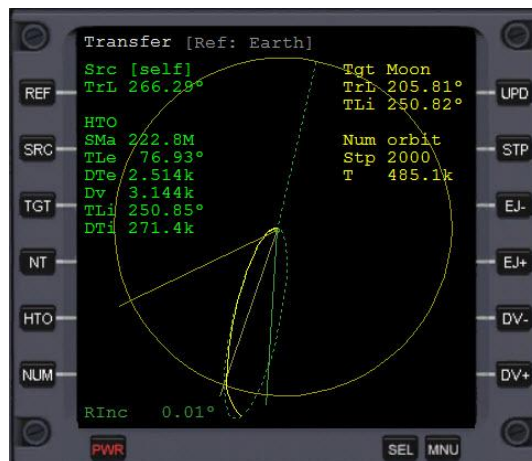 Transfer [Ref: Earth]
Src [self]
TrL 266.29°
HTO
SMa 222.8M
TLe 76.93°
DTe 2.514k
Dv 3.144k
TLi 250.85°
DTi 271.4k
Tgt Moon
TrL 205.81°
TLi 250.82°
Num orbit
Stp 2000
T 485.1k
RInc 0.01°
REF
SRC
TGT
NT
HTO
NUM
UPD
STP
EJ-
EJ+
DV-
DV+
PWR
SEL
MNU